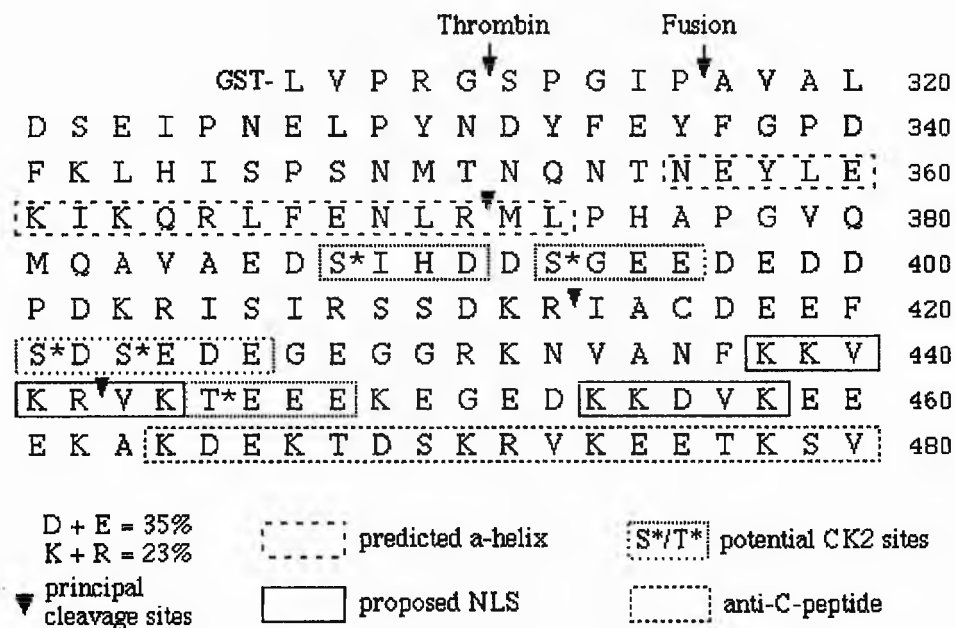 Thrombin Fusion
GST- L V P R G S P G I P A V A L 320
D S E I P N E L P Y N D Y F E Y F G P D 340
F K L H I S P S N M T N Q N T N E Y L E 360
K I K Q R L F E N L R M L P H A P G V Q 380
M Q A V A E D S* I H D D S* G E E D E D D 400
P D K R I S I R S S D K R I A C D E E F 420
S* D S* E D E G E G G R K N V A N F K K V 440
K R V K T* E E E K E G E D K K D V K E E 460
E K A K D E K T D S K R V K E E T K S V 480
D + E = 35%
K + R = 23%
principal
cleavage sites
predicted a-helix
proposed NLS
S*/T* potential CK2 sites
anti-C-peptide